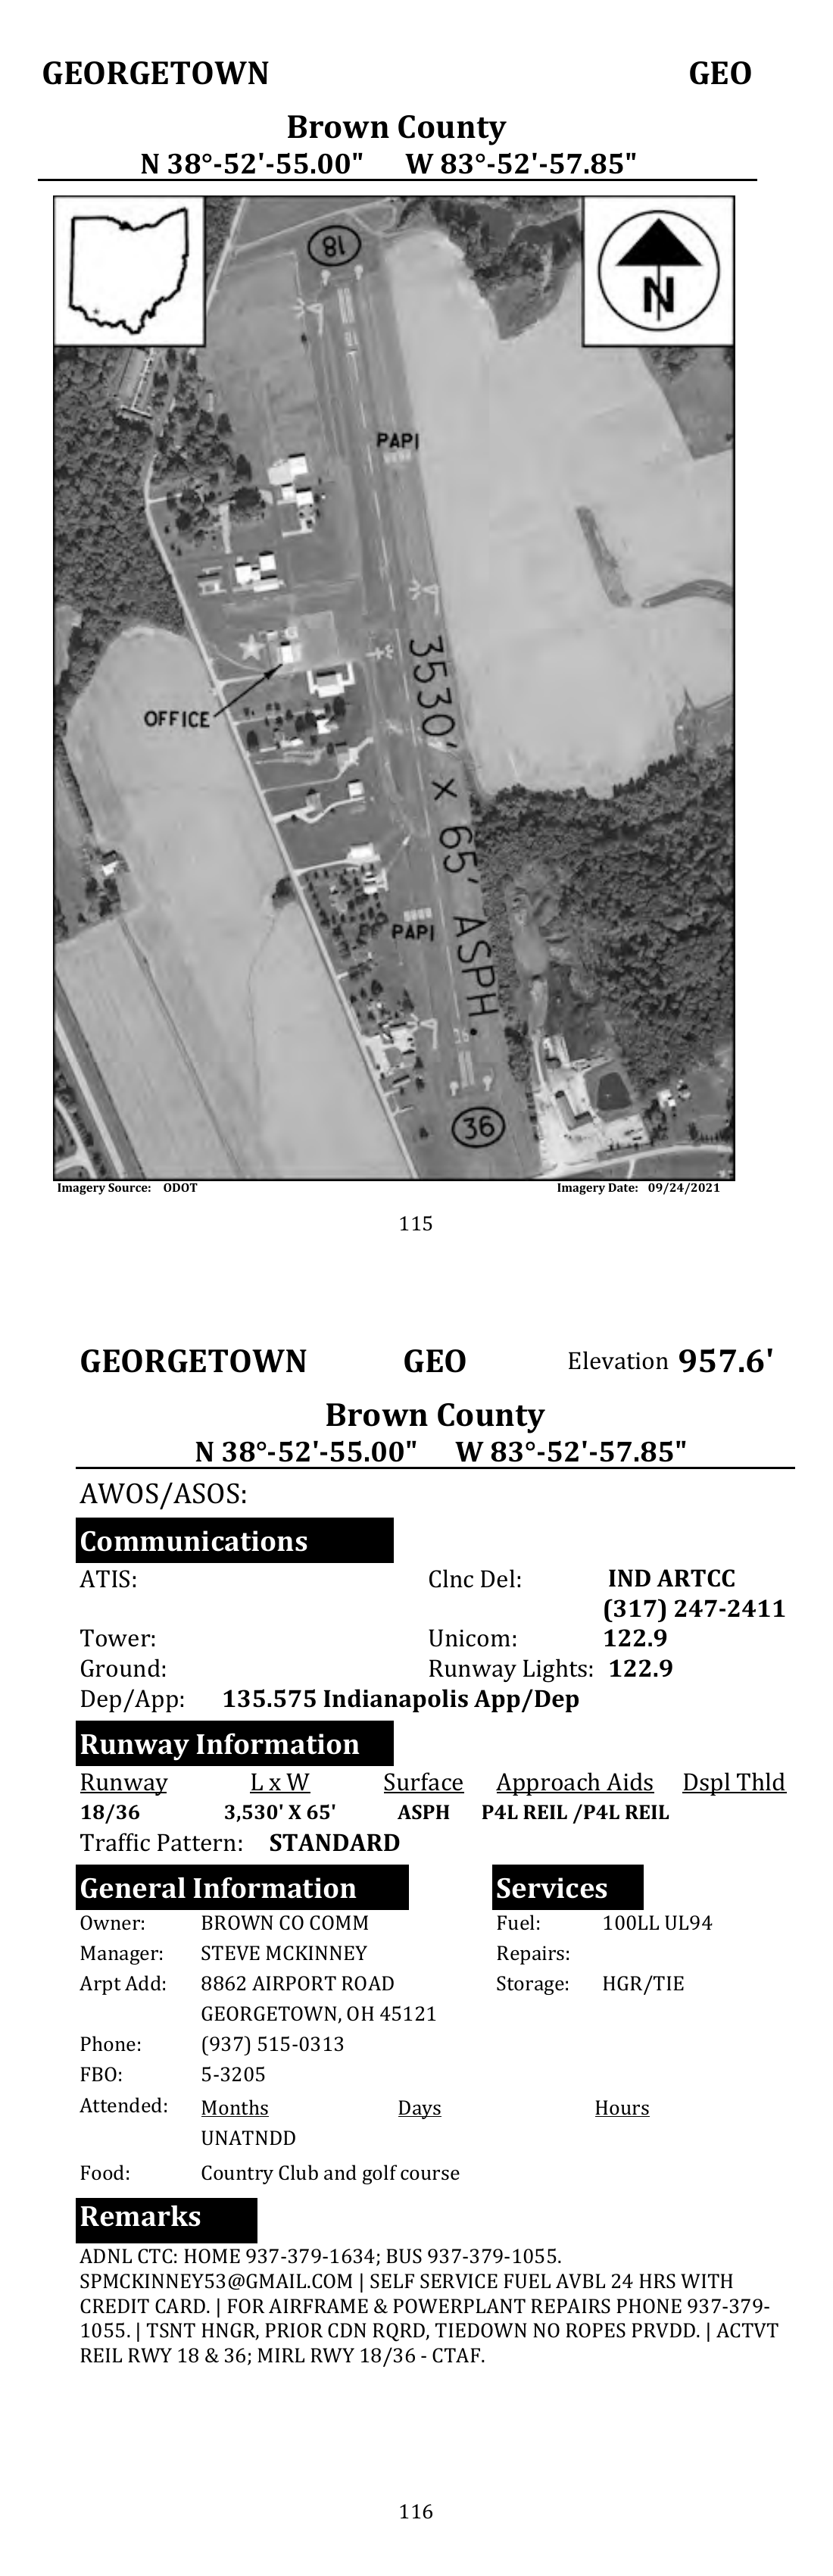 GEORGETOWN GEO
Brown County
N 38°-52'-55.00" W 83°-52'-57.85"
18
N
PAPI
OFFICE
3530' X 65' ASPH.
PAPI
36
36
Imagery Source: ODOT Imagery Date: 09/24/2021
115
GEORGETOWN GEO Elevation 957.6'
Brown County
N 38°-52'-55.00" W 83°-52'-57.85"
AWOS/ASOS:
Communications
ATIS: Clnc Del: IND ARTCC
(317) 247-2411
Tower: Unicom: 122.9
Ground: Runway Lights: 122.9
Dep/App: 135.575 Indianapolis App/Dep
Runway Information
Runway L x W Surface Approach Aids Dspl Thld
18/36 3,530' X 65' ASPH P4L REIL /P4L REIL
Traffic Pattern: STANDARD
General Information Services
Owner: BROWN CO COMM Fuel: 100LL UL94
Manager: STEVE MCKINNEY Repairs:
Arpt Add: 8862 AIRPORT ROAD Storage: HGR/TIE
GEORGETOWN, OH 45121
Phone: (937) 515-0313
FBO: 5-3205
Attended: Months Days Hours
UNATNDD
Food: Country Club and golf course
Remarks
ADNL CTC: HOME 937-379-1634; BUS 937-379-1055.
SPMCKINNEY53@GMAIL.COM | SELF SERVICE FUEL AVBL 24 HRS WITH
CREDIT CARD. | FOR AIRFRAME & POWERPLANT REPAIRS PHONE 937-379-
1055. | TSNT HNGR, PRIOR CDN RQRD, TIEDOWN NO ROPES PRVDD. | ACTVT
REIL RWY 18 & 36; MIRL RWY 18/36 - CTAF.
116